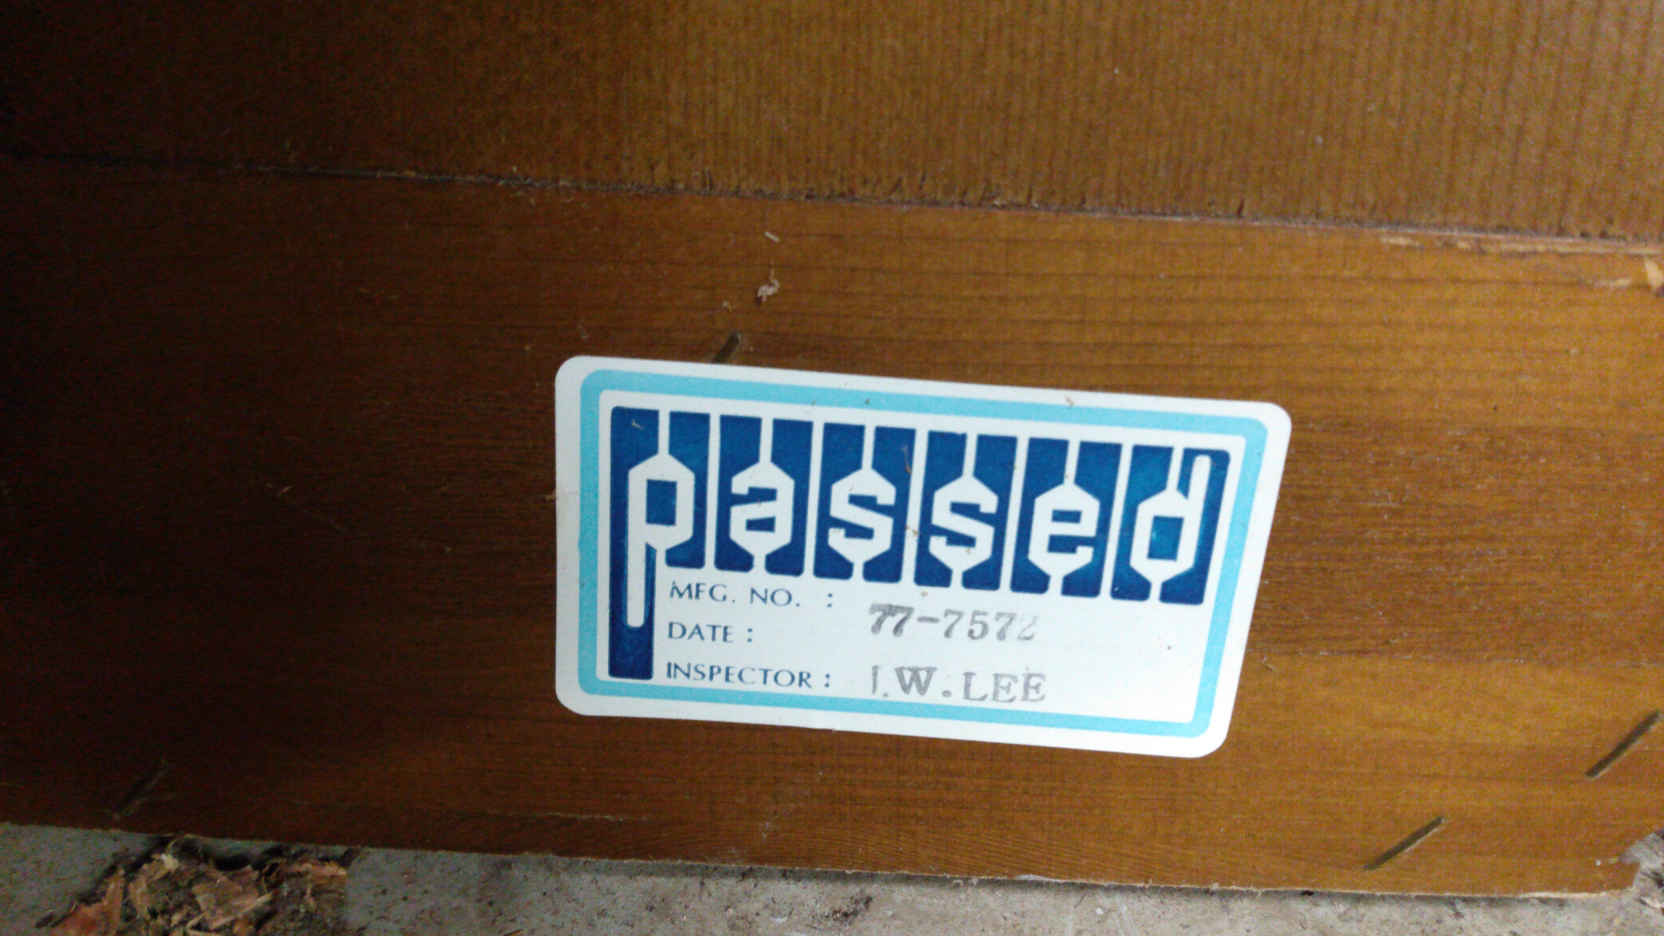 passed
MFG. NO. : 77-7572
DATE :
INSPECTOR : I.W.LEE